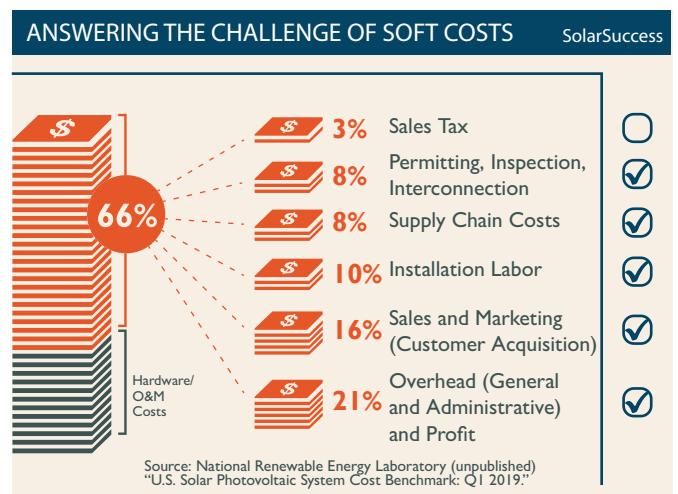 ANSWERING THE CHALLENGE OF SOFT COSTS
SolarSuccess
$
66%
Hardware/
O&M
Costs
$
3%
Sales Tax
$
8%
Permitting, Inspection,
Interconnection
$
8%
Supply Chain Costs
$
10%
Installation Labor
$
16%
Sales and Marketing
(Customer Acquisition)
$
21%
Overhead (General
and Administrative)
and Profit
Source: National Renewable Energy Laboratory (unpublished)
“U.S. Solar Photovoltaic System Cost Benchmark: Q1 2019.”